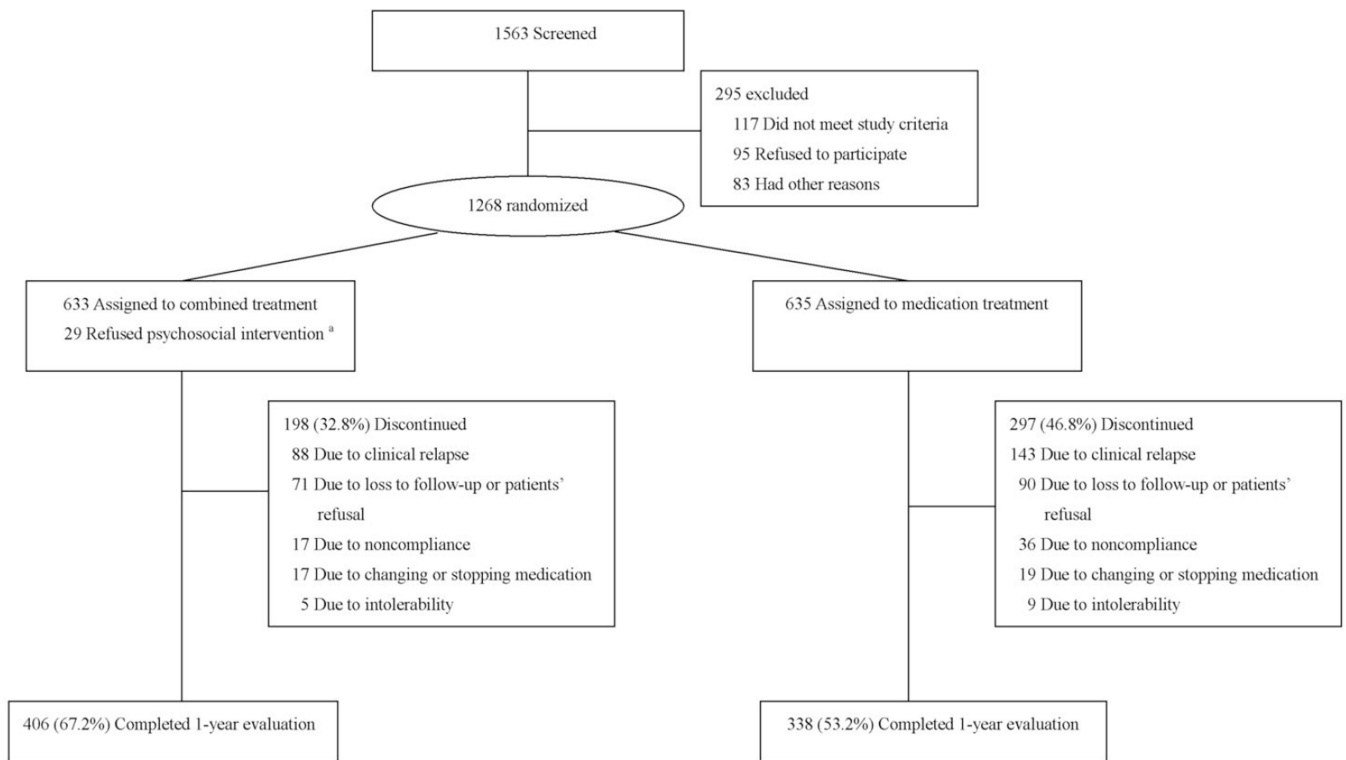 1563 Screened
295 excluded
117 Did not meet study criteria
95 Refused to participate
83 Had other reasons
1268 randomized
633 Assigned to combined treatment
29 Refused psychosocial intervention a
635 Assigned to medication treatment
198 (32.8%) Discontinued
88 Due to clinical relapse
71 Due to loss to follow-up or patients’
refusal
17 Due to noncompliance
17 Due to changing or stopping medication
5 Due to intolerability
297 (46.8%) Discontinued
143 Due to clinical relapse
90 Due to loss to follow-up or patients’
refusal
36 Due to noncompliance
19 Due to changing or stopping medication
9 Due to intolerability
406 (67.2%) Completed 1-year evaluation
338 (53.2%) Completed 1-year evaluation